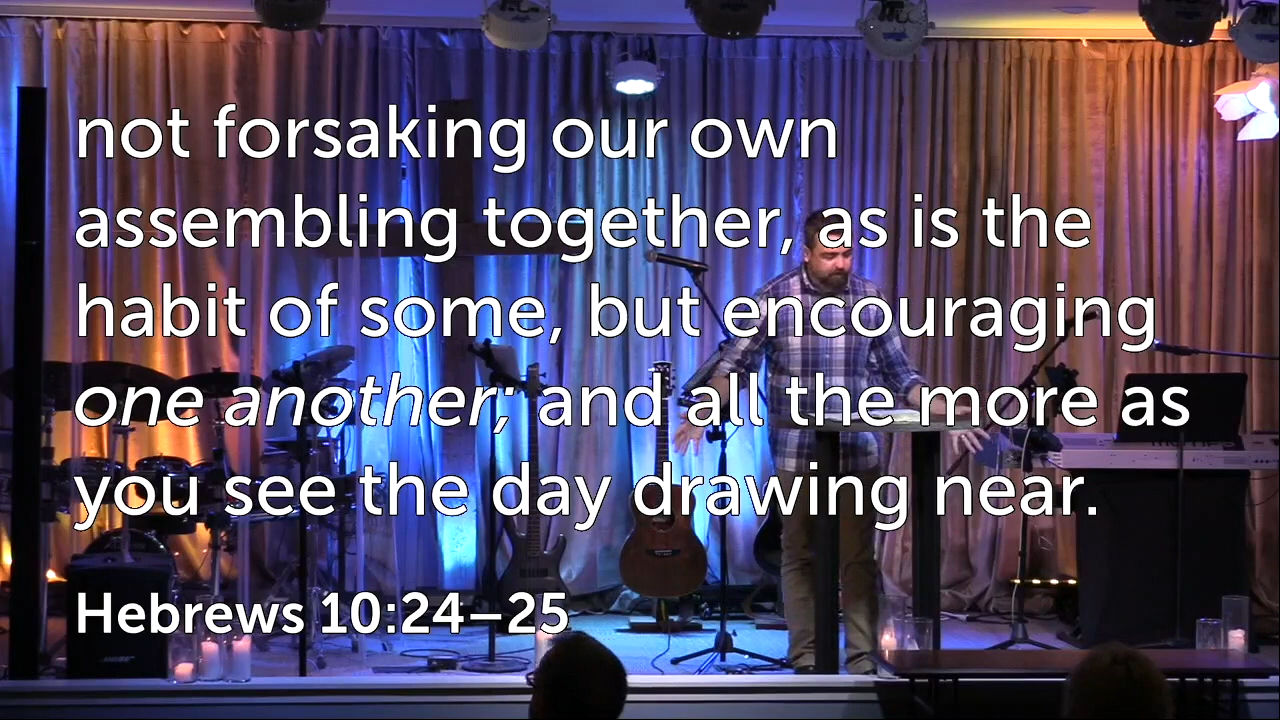 not forsaking our own
assembling together, as is the
habit of some, but encouraging
one another; and all the more as
you see the day drawing near.
Hebrews 10:24–25